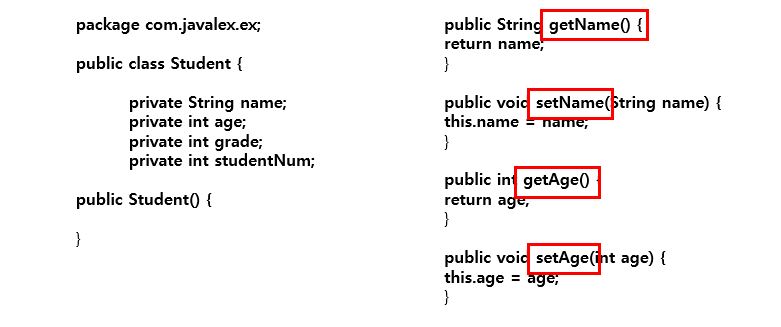 package com.javalex.ex;
public class Student {
private String name;
private int age;
private int grade;
private int studentNum;
public Student() {
}
public String getName() {
return name;
}
public void setName(String name) {
this.name = name;
}
public int getAge() {
return age;
}
public void setAge(int age) {
this.age = age;
}